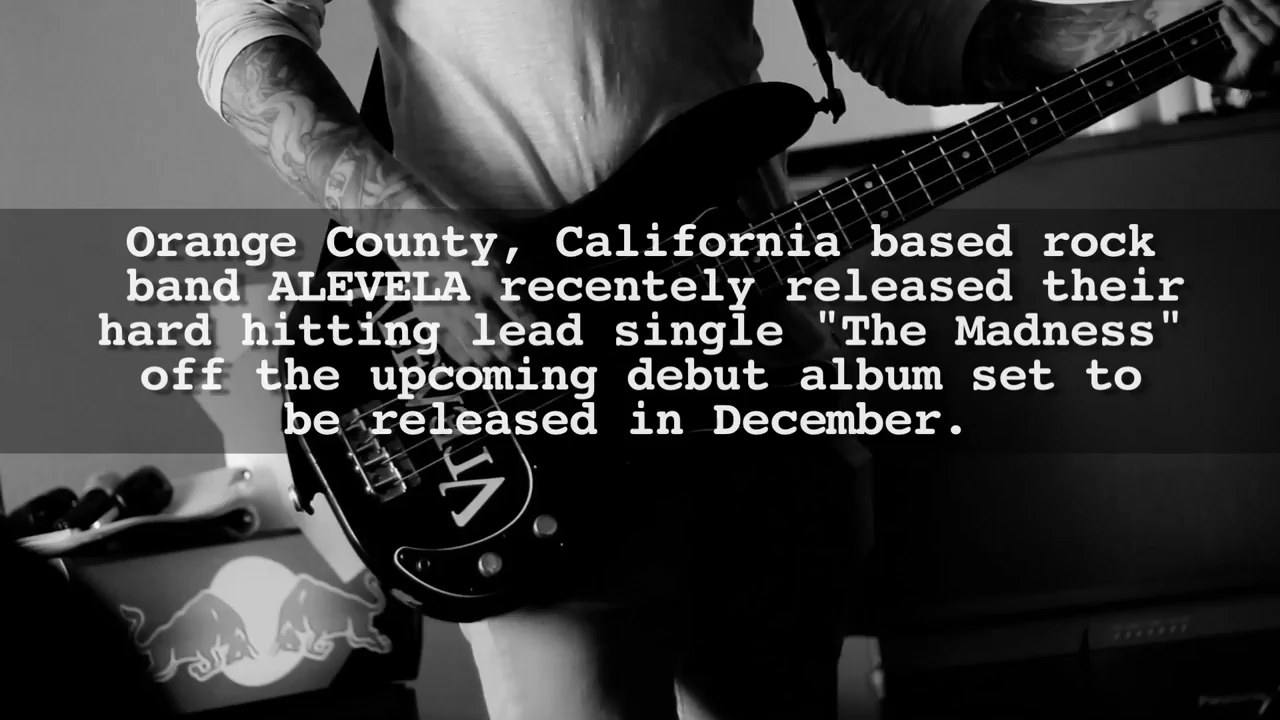 Orange County, California based rock
band ALEVELA recentely released their
hard hitting lead single "The Madness"
off the upcoming debut album set to
be released in December.